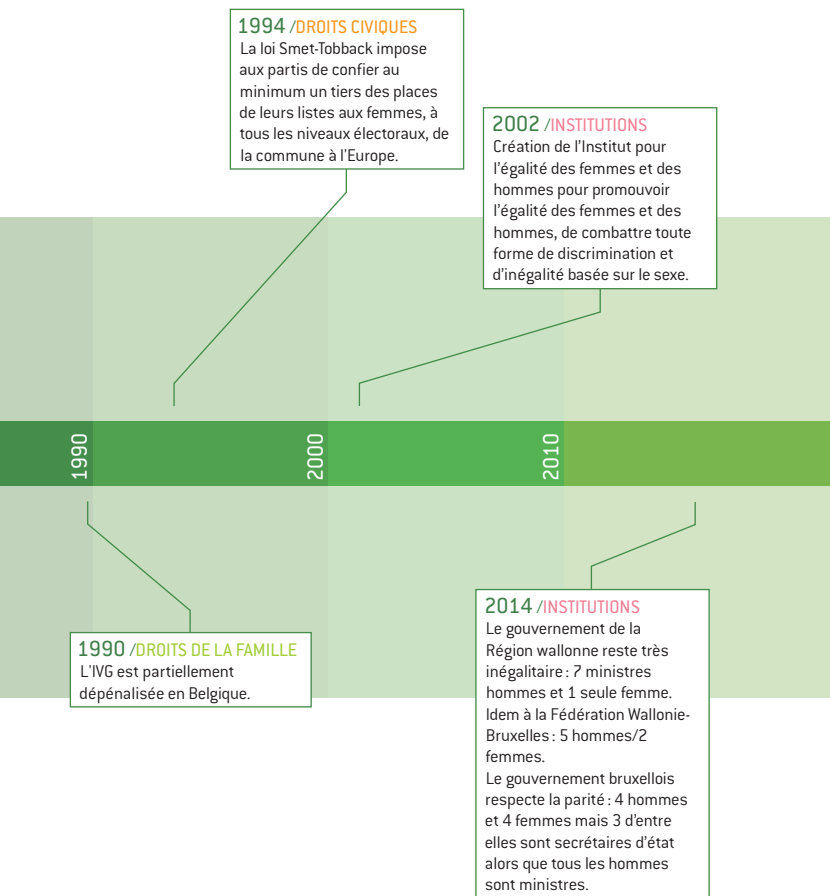 1994 /DROITS CIVIQUES
La loi Smet-Tobback impose
aux partis de confier au
minimum un tiers des places
de leurs listes aux femmes, à
tous les niveaux électoraux, de
la commune à l'Europe.
2002 /INSTITUTIONS
Création de l'Institut pour
l'égalité des femmes et des
hommes pour promouvoir
l'égalité des femmes et des
hommes, de combattre toute
forme de discrimination et
d'inégalité basée sur le sexe.
1990
2000
2010
1990 /DROITS DE LA FAMILLE
L'IVG est partiellement
dépénalisée en Belgique.
2014 /INSTITUTIONS
Le gouvernement de la
Région wallonne reste très
inégalitaire : 7 ministres
hommes et 1 seule femme.
Idem à la Fédération Wallonie-
Bruxelles : 5 hommes/2
femmes.
Le gouvernement bruxellois
respecte la parité : 4 hommes
et 4 femmes mais 3 d'entre
elles sont secrétaires d'état
alors que tous les hommes
sont ministres.